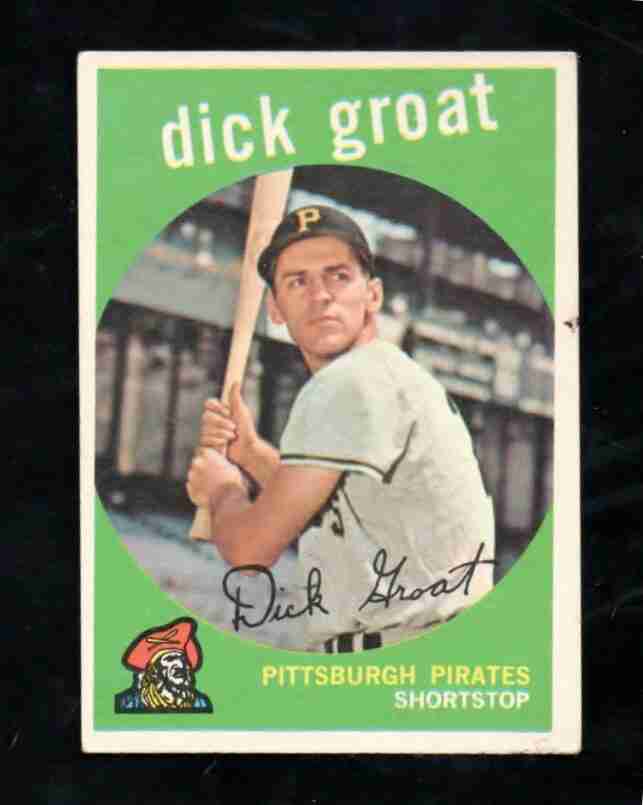 dick groat
P
Dick Groat
PITTSBURGH PIRATES
SHORTSTOP